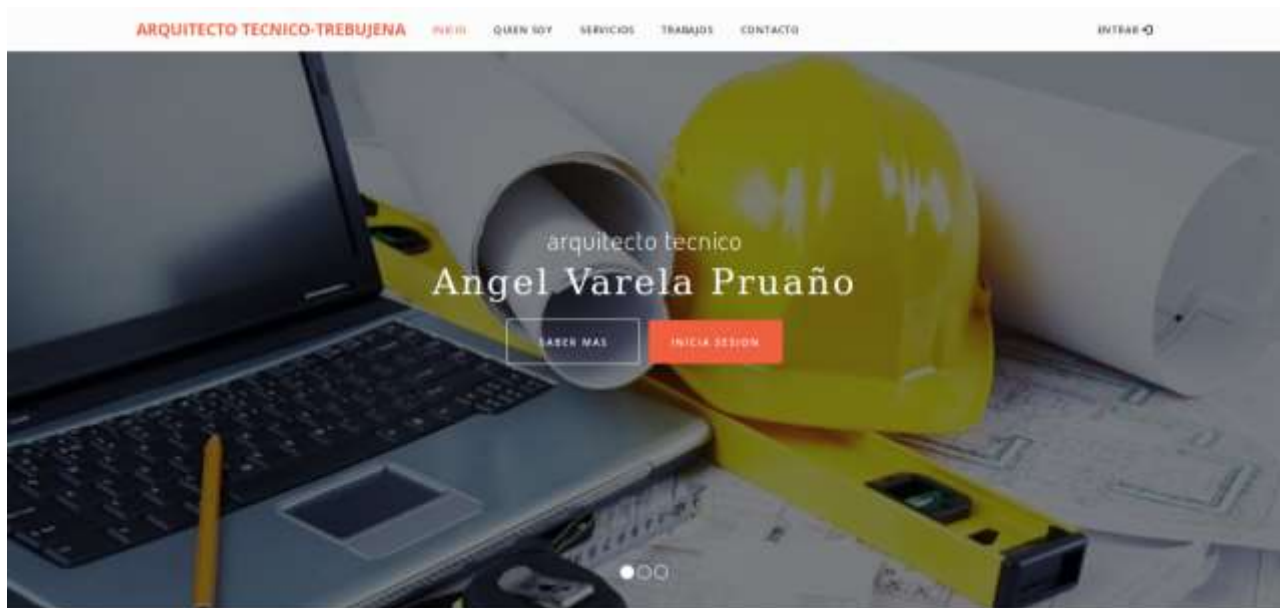 ARQUITECTO TECNICO-TREBUJENA INICIO QUIEN SOY SERVICIOS TRABAJOS CONTACTO ENTRAR
arquitecto tecnico
Angel Varela Pruaño
SABER MAS INICIA SESION